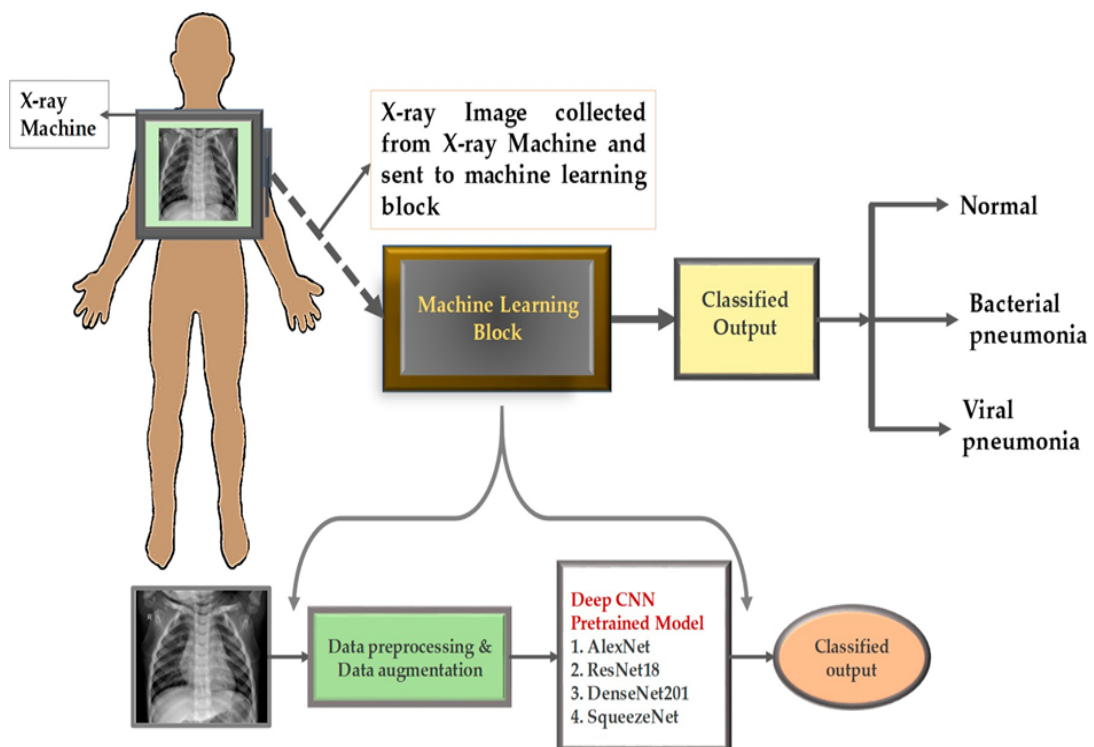 X-ray
Machine
X-ray Image collected
from X-ray Machine and
sent to machine learning
block
Machine Learning
Block
Classified
Output
Normal
Bacterial
pneumonia
Viral
pneumonia
R
Data preprocessing &
Data augmentation
Deep CNN
Pretrained Model
1. AlexNet
2. ResNet18
3. DenseNet201
4. SqueezeNet
Classified
output